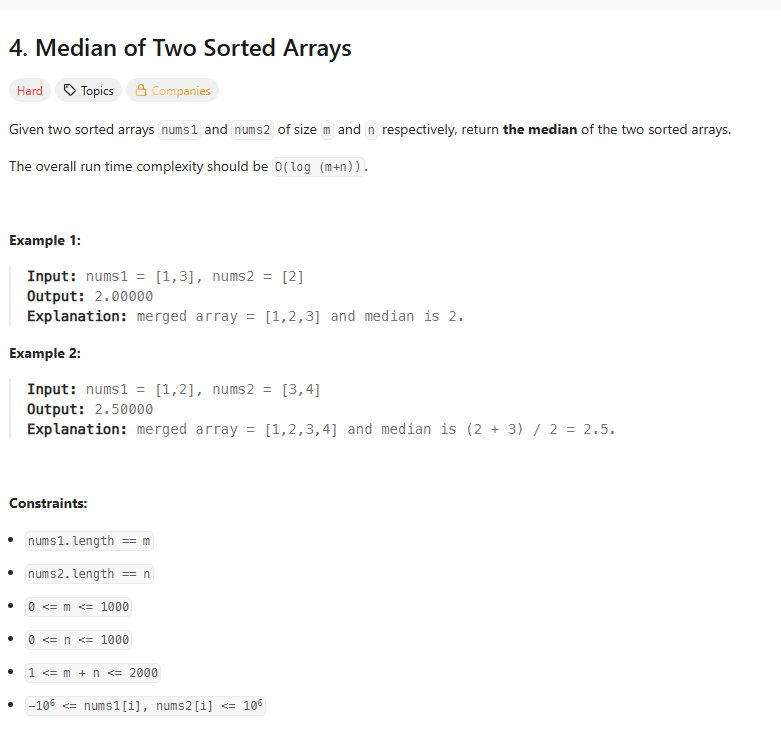 4. Median of Two Sorted Arrays
Hard Topics Companies
Given two sorted arrays nums1 and nums2 of size m and n respectively, return the median of the two sorted arrays.
The overall run time complexity should be O(log (m+n)).
Example 1:
Input: nums1 = [1,3], nums2 = [2]
Output: 2.00000
Explanation: merged array = [1,2,3] and median is 2.
Example 2:
Input: nums1 = [1,2], nums2 = [3,4]
Output: 2.50000
Explanation: merged array = [1,2,3,4] and median is (2 + 3) / 2 = 2.5.
Constraints:
• nums1.length == m
• nums2.length == n
• 0 <= m <= 1000
• 0 <= n <= 1000
• 1 <= m + n <= 2000
• -10⁶ <= nums1[i], nums2[i] <= 10⁶